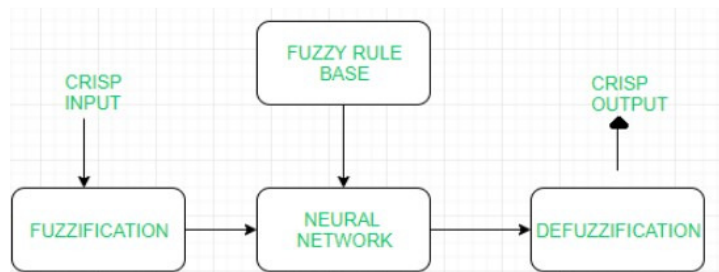 FUZZY RULE
BASE
CRISP
INPUT
CRISP
OUTPUT
FUZZIFICATION
NEURAL
NETWORK
DEFUZZIFICATION